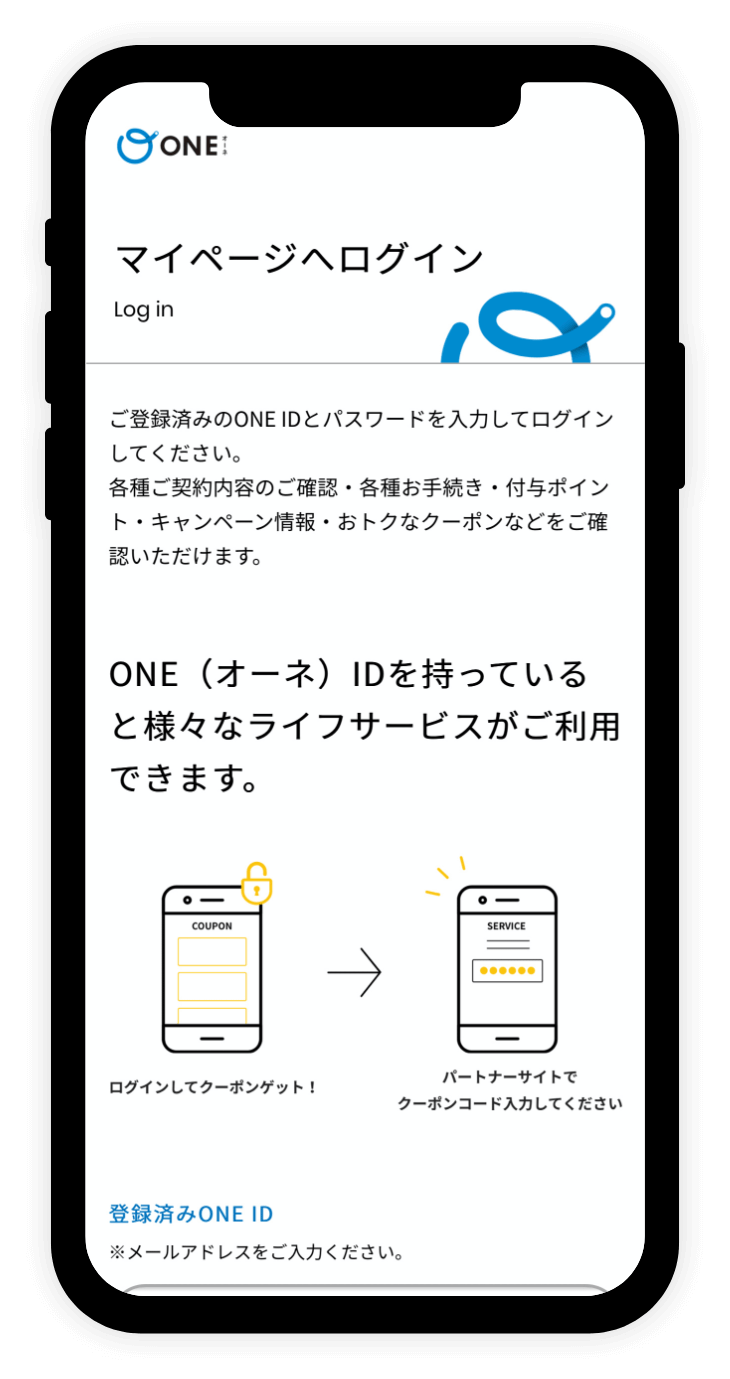 ONE オーネ
マイページへログイン
Log in
ご登録済みのONE IDとパスワードを入力してログイン
してください。
各種ご契約内容のご確認・各種お手続き・付与ポイン
ト・キャンペーン情報・おトクなクーポンなどをご確
認いただけます。
ONE（オーネ）IDを持っている
と様々なライフサービスがご利用
できます。
COUPON
SERVICE
ログインしてクーポンゲット！
パートナーサイトで
クーポンコード入力してください
登録済みONE ID
※メールアドレスをご入力ください。